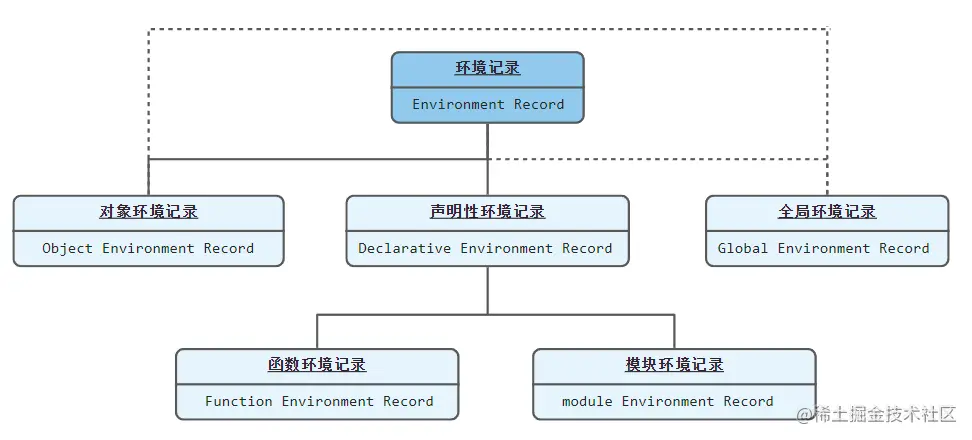 环境记录
Environment Record
对象环境记录
Object Environment Record
声明性环境记录
Declarative Environment Record
全局环境记录
Global Environment Record
函数环境记录
Function Environment Record
模块环境记录
module Environment Record
@稀土掘金技术社区